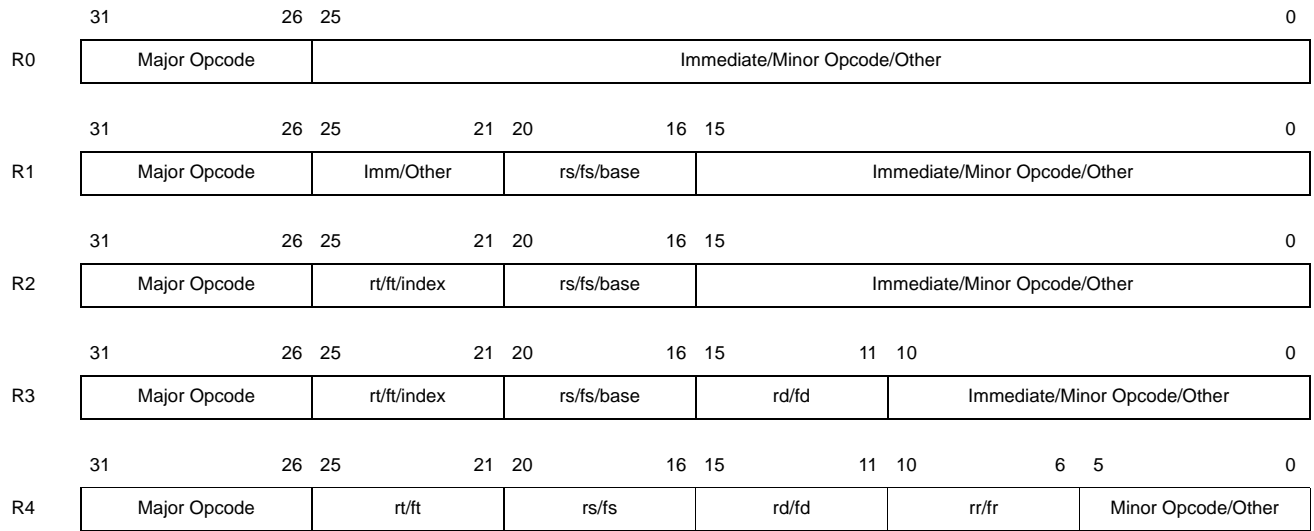 31 26 25 0
R0 Major Opcode Immediate/Minor Opcode/Other
31 26 25 21 20 16 15 0
R1 Major Opcode Imm/Other rs/fs/base Immediate/Minor Opcode/Other
31 26 25 21 20 16 15 0
R2 Major Opcode rt/ft/index rs/fs/base Immediate/Minor Opcode/Other
31 26 25 21 20 16 15 11 10 0
R3 Major Opcode rt/ft/index rs/fs/base rd/fd Immediate/Minor Opcode/Other
31 26 25 21 20 16 15 11 10 6 5 0
R4 Major Opcode rt/ft rs/fs rd/fd rr/fr Minor Opcode/Other